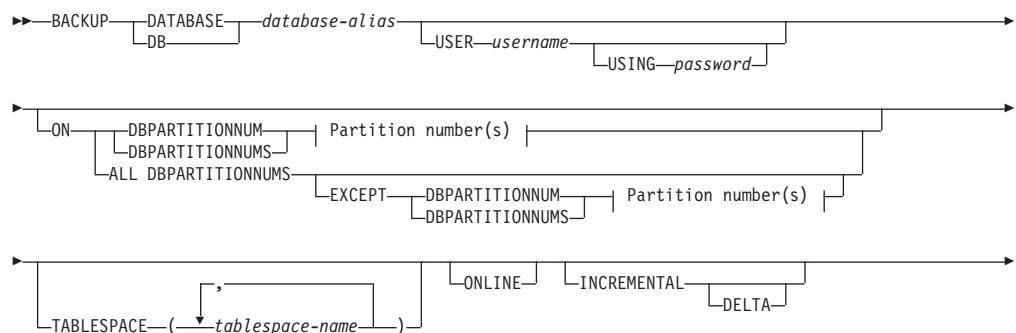 BACKUP DATABASE database-alias
DB USER username
USING password
ON DBPARTITIONNUM Partition number(s)
DBPARTITIONNUMS
ALL DBPARTITIONNUMS
EXCEPT DBPARTITIONNUM Partition number(s)
DBPARTITIONNUMS
,
ONLINE INCREMENTAL
DELTA
TABLESPACE ( tablespace-name )